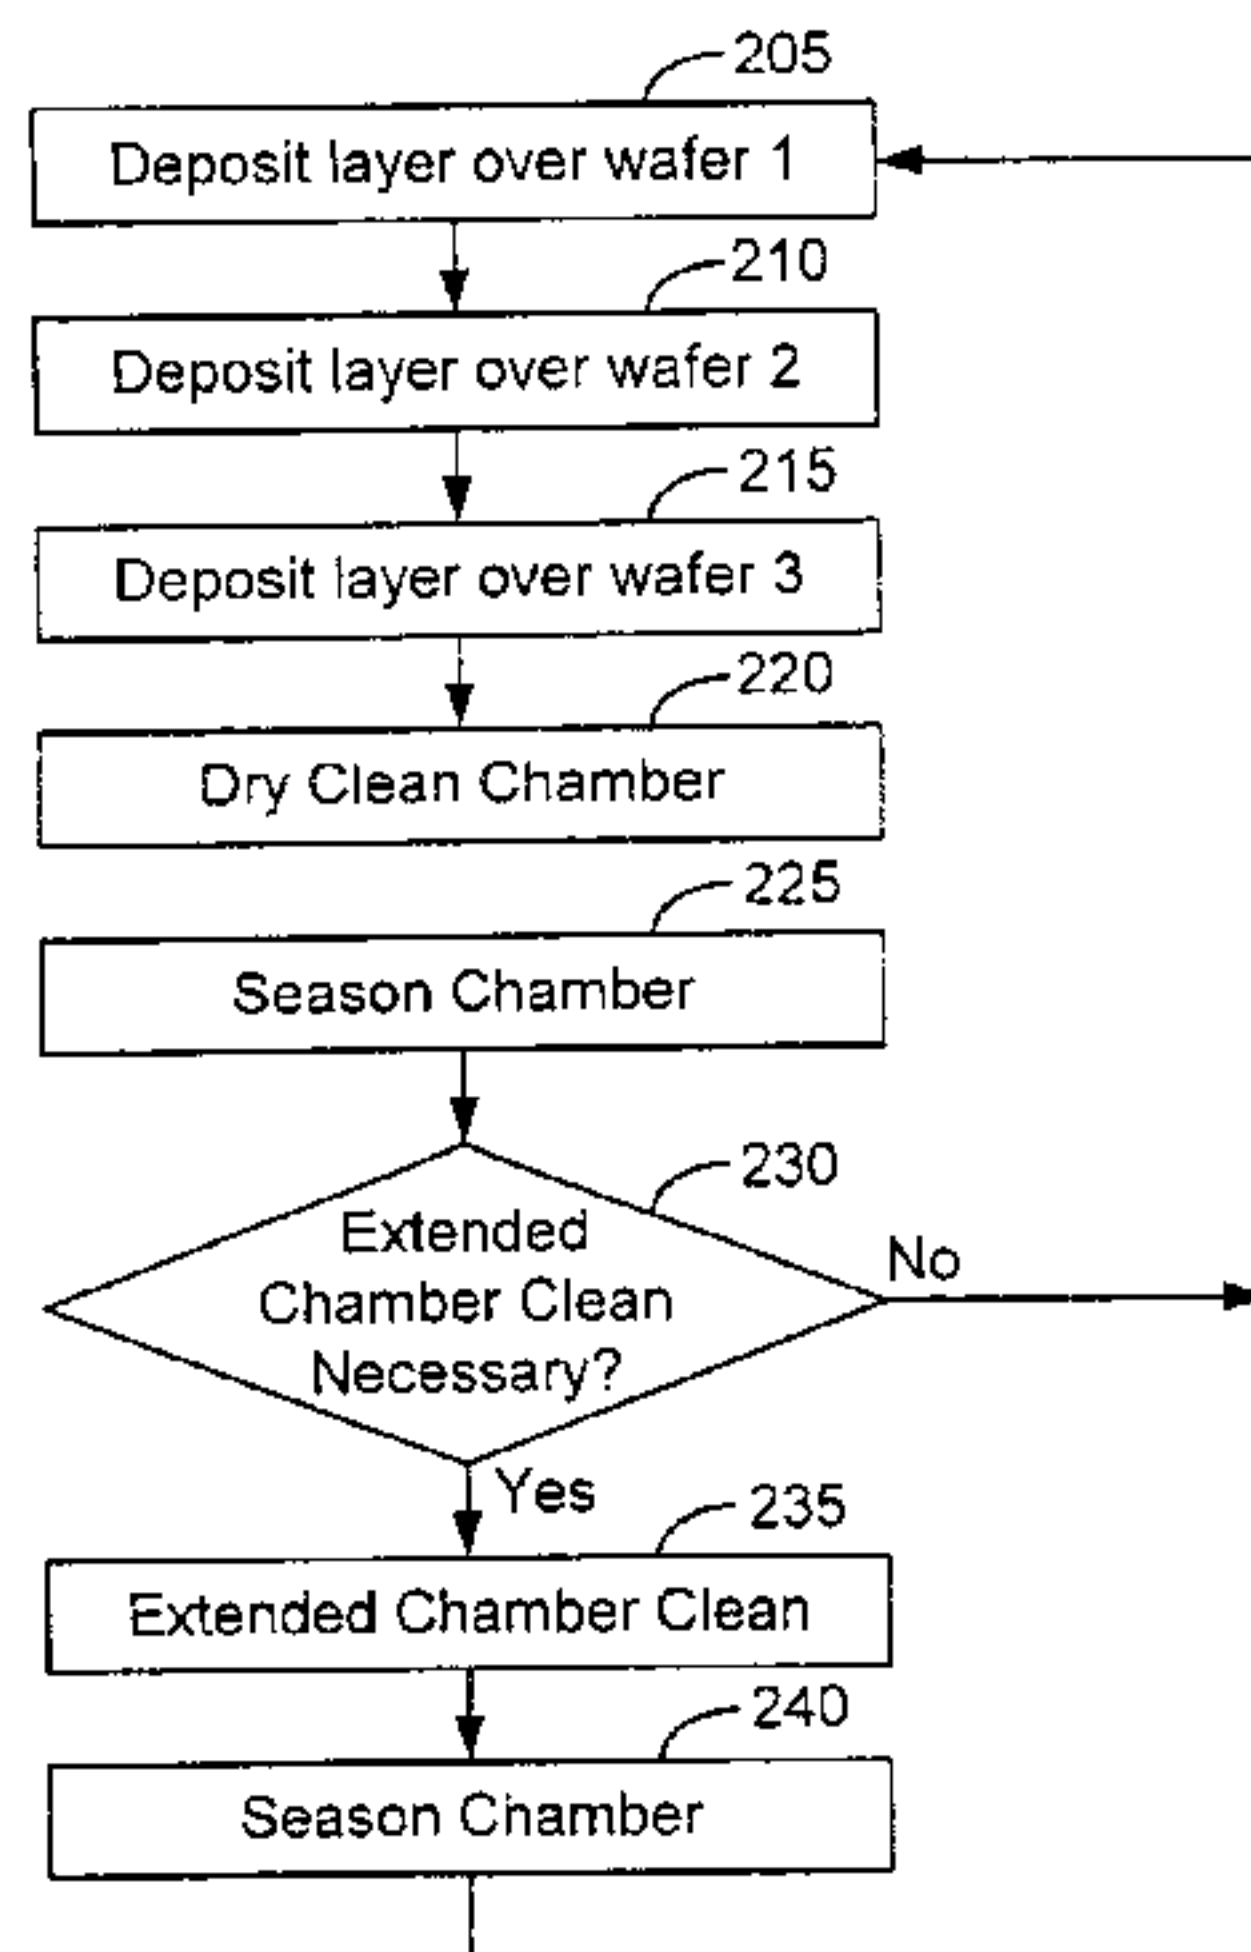 205
Deposit layer over wafer 1
210
Deposit layer over wafer 2
215
Deposit layer over wafer 3
220
Dry Clean Chamber
225
Season Chamber
230
Extended
Chamber Clean
Necessary?
No
Yes
235
Extended Chamber Clean
240
Season Chamber